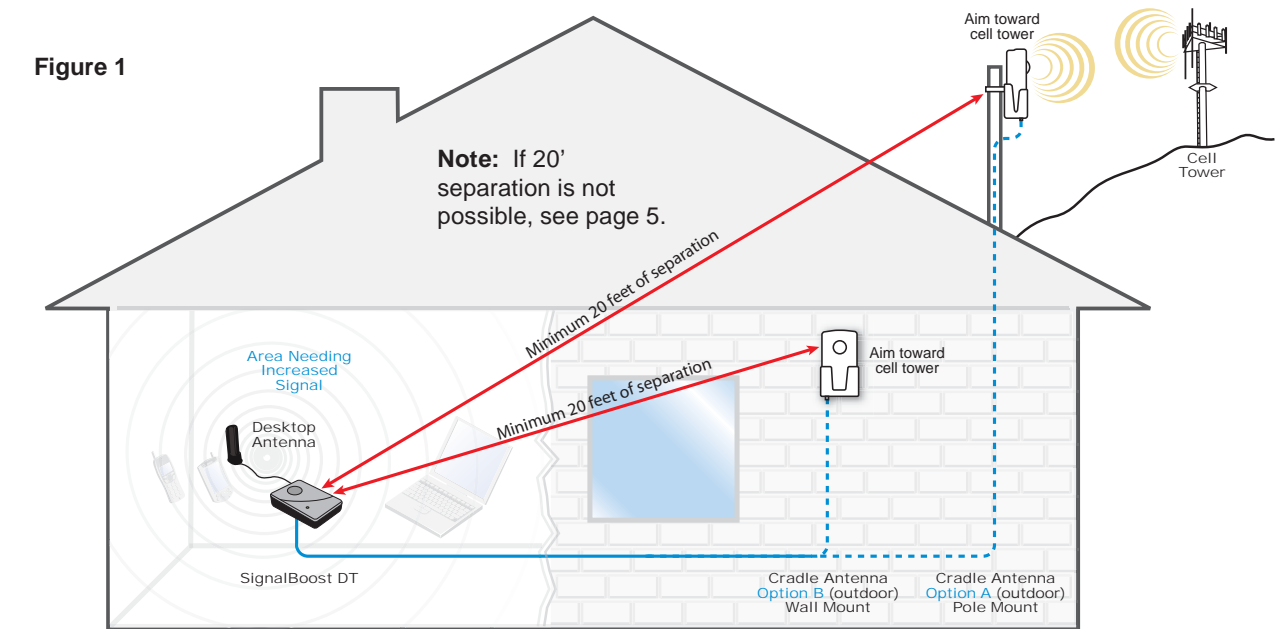 Figure 1
Aim toward
cell tower
Cell
Tower
Note: If 20’
separation is not
possible, see page 5.
Minimum 20 feet of separation
Minimum 20 feet of separation
Aim toward
cell tower
Area Needing
Increased
Signal
Desktop
Antenna
SignalBoost DT
Cradle Antenna
Option B (outdoor)
Wall Mount
Cradle Antenna
Option A (outdoor)
Pole Mount